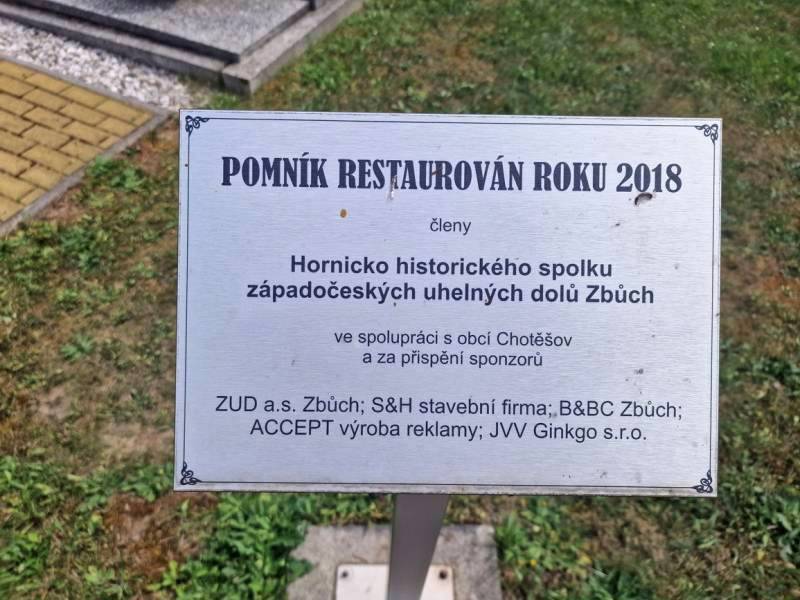 POMNÍK RESTAUROVÁN ROKU 2018
členy
Hornicko historického spolku
západočeských uhelných dolů Zbůch
ve spolupráci s obcí Chotěšov
a za přispění sponzorů
ZUD a.s. Zbůch; S&H stavební firma; B&BC Zbůch;
ACCEPT výroba reklamy; JVV Ginkgo s.r.o.